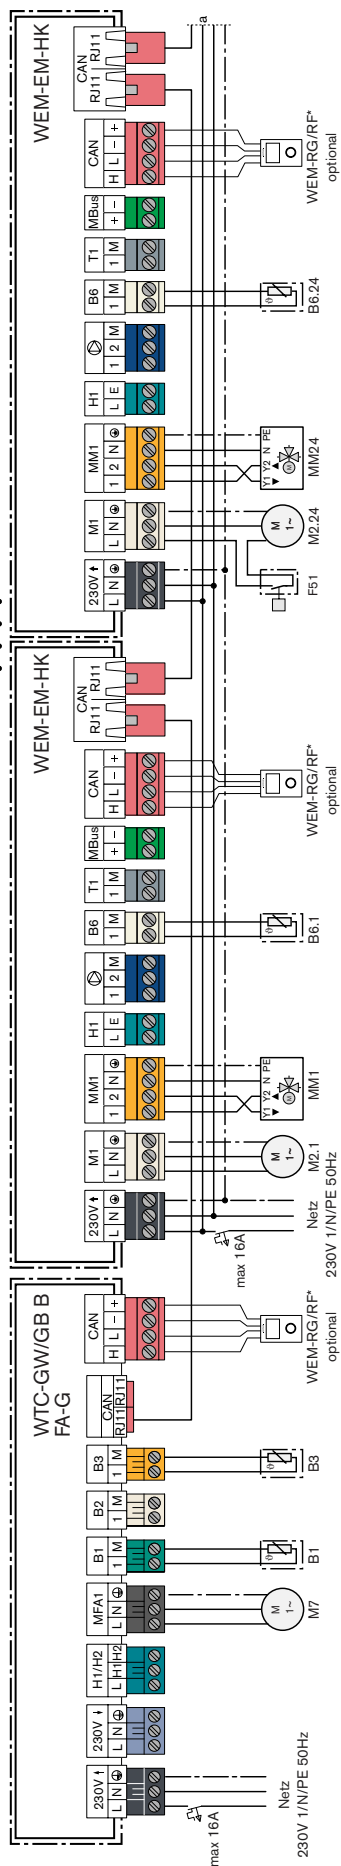 WTC-GW/GB B
FA-G
230V ↑
L N ⏚
230V ↓
L N ⏚
H1/H2
L H1 H2
MFA1
L N ⏚
B1
1 M
B2
1 M
B3
1 M
CAN
RJ11 RJ11
CAN
H L − +
max 16A
Netz
230V 1/N/PE 50Hz
M
1~
M7
ϑ
B1
ϑ
B3
WEM-RG/RF*
optional
WEM-EM-HK
230V ↑
L N ⏚
M1
L N ⏚
MM1
1 2 N ⏚
H1
L E
1 2 M
B6
1 M
T1
1 M
MBus
+ −
CAN
H L − +
CAN
RJ11 RJ11
max 16A
Netz
230V 1/N/PE 50Hz
M
1~
M2.1
Y1 Y2 N PE
▼ ▲
M
MM1
ϑ
B6.1
WEM-RG/RF*
optional
WEM-EM-HK
230V ↑
L N ⏚
M1
L N ⏚
MM1
1 2 N ⏚
H1
L E
1 2 M
B6
1 M
T1
1 M
MBus
+ −
CAN
H L − +
CAN
RJ11 RJ11
a
F51
M
1~
M2.24
Y1 Y2 N PE
▼ ▲
M
MM24
ϑ
B6.24
WEM-RG/RF*
optional